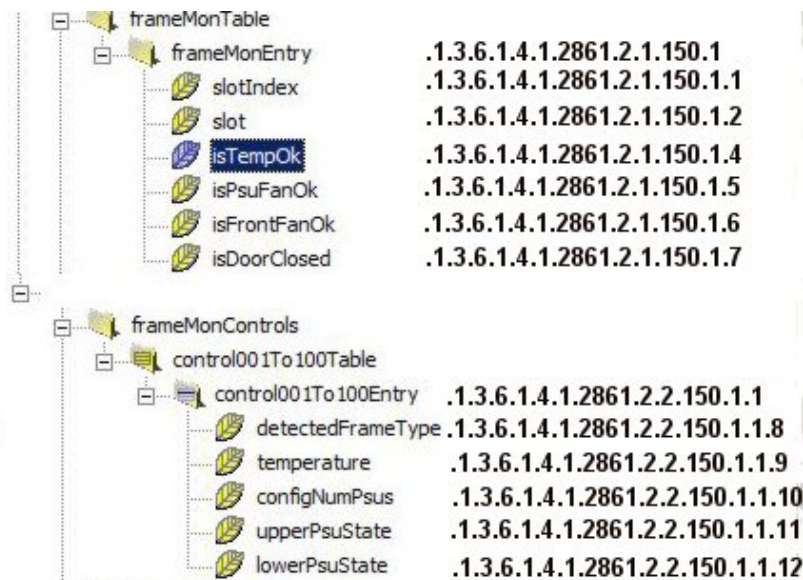 frameMonTable
frameMonEntry .1.3.6.1.4.1.2861.2.1.150.1
slotIndex .1.3.6.1.4.1.2861.2.1.150.1.1
slot .1.3.6.1.4.1.2861.2.1.150.1.2
isTempOk .1.3.6.1.4.1.2861.2.1.150.1.4
isPsuFanOk .1.3.6.1.4.1.2861.2.1.150.1.5
isFrontFanOk .1.3.6.1.4.1.2861.2.1.150.1.6
isDoorClosed .1.3.6.1.4.1.2861.2.1.150.1.7
frameMonControls
control001To100Table
control001To100Entry .1.3.6.1.4.1.2861.2.2.150.1.1
detectedFrameType .1.3.6.1.4.1.2861.2.2.150.1.1.8
temperature .1.3.6.1.4.1.2861.2.2.150.1.1.9
configNumPsus .1.3.6.1.4.1.2861.2.2.150.1.1.10
upperPsuState .1.3.6.1.4.1.2861.2.2.150.1.1.11
lowerPsuState .1.3.6.1.4.1.2861.2.2.150.1.1.12